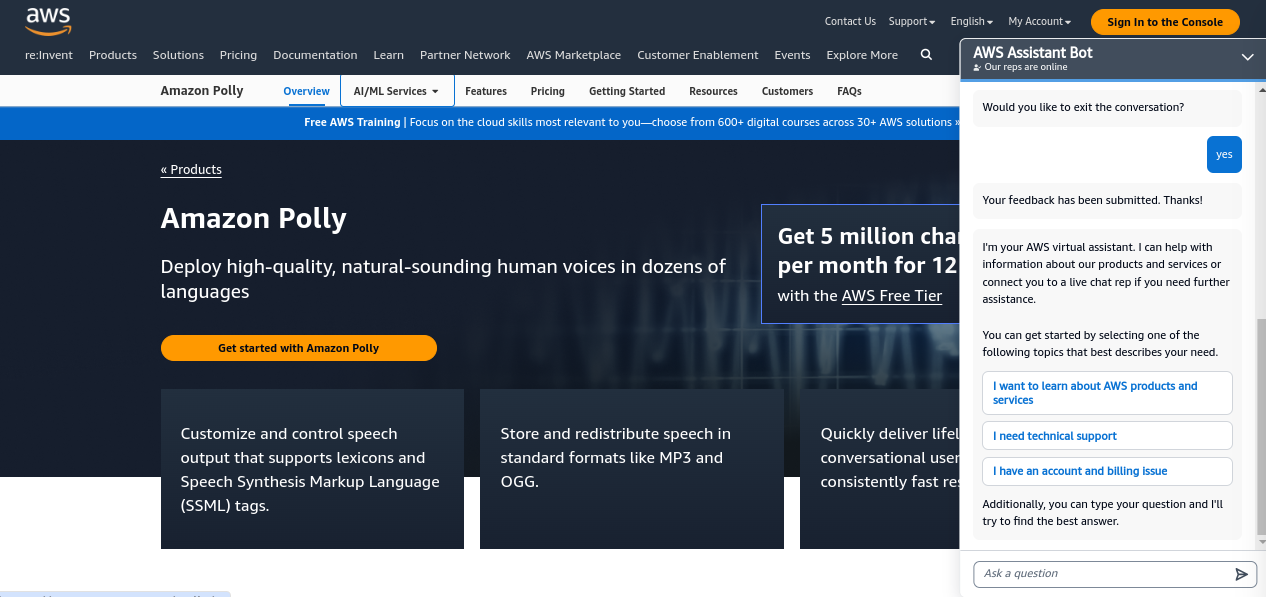 aws
Contact Us Support English My Account Sign In to the Console
re:Invent Products Solutions Pricing Documentation Learn Partner Network AWS Marketplace Customer Enablement Events Explore More
Amazon Polly Overview AI/ML Services Features Pricing Getting Started Resources Customers FAQs
Free AWS Training | Focus on the cloud skills most relevant to you—choose from 600+ digital courses across 30+ AWS solutions »
« Products
Amazon Polly
Deploy high-quality, natural-sounding human voices in dozens of
languages
Get started with Amazon Polly
Get 5 million
per month for 12
with the AWS Free Tier
Customize and control speech
output that supports lexicons and
Speech Synthesis Markup Language
(SSML) tags.
Store and redistribute speech in
standard formats like MP3 and
OGG.
Quickly deliver
conversational
consistently fast
AWS Assistant Bot
Our reps are online
Would you like to exit the conversation?
yes
Your feedback has been submitted. Thanks!
I'm your AWS virtual assistant. I can help with
information about our products and services or
connect you to a live chat rep if you need further
assistance.
You can get started by selecting one of the
following topics that best describes your need.
I want to learn about AWS products and
services
I need technical support
I have an account and billing issue
Additionally, you can type your question and I'll
try to find the best answer.
Ask a question